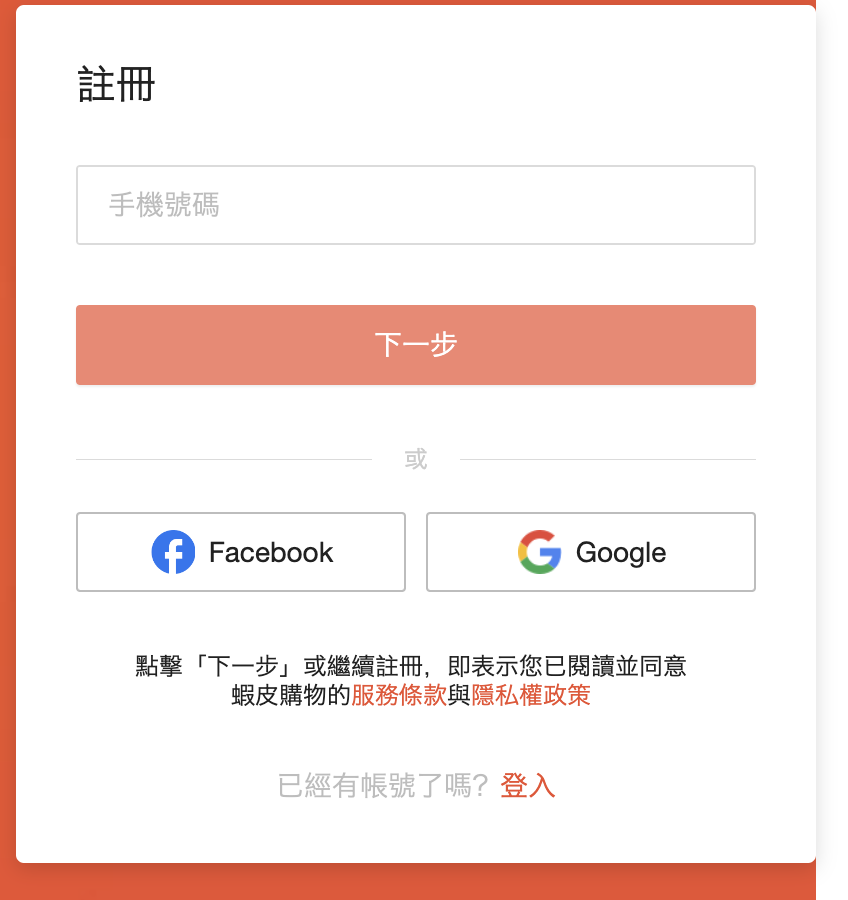 註冊
手機號碼
下一步
或
Facebook
Google
點擊「下一步」或繼續註冊，即表示您已閱讀並同意
蝦皮購物的服務條款與隱私權政策
已經有帳號了嗎? 登入